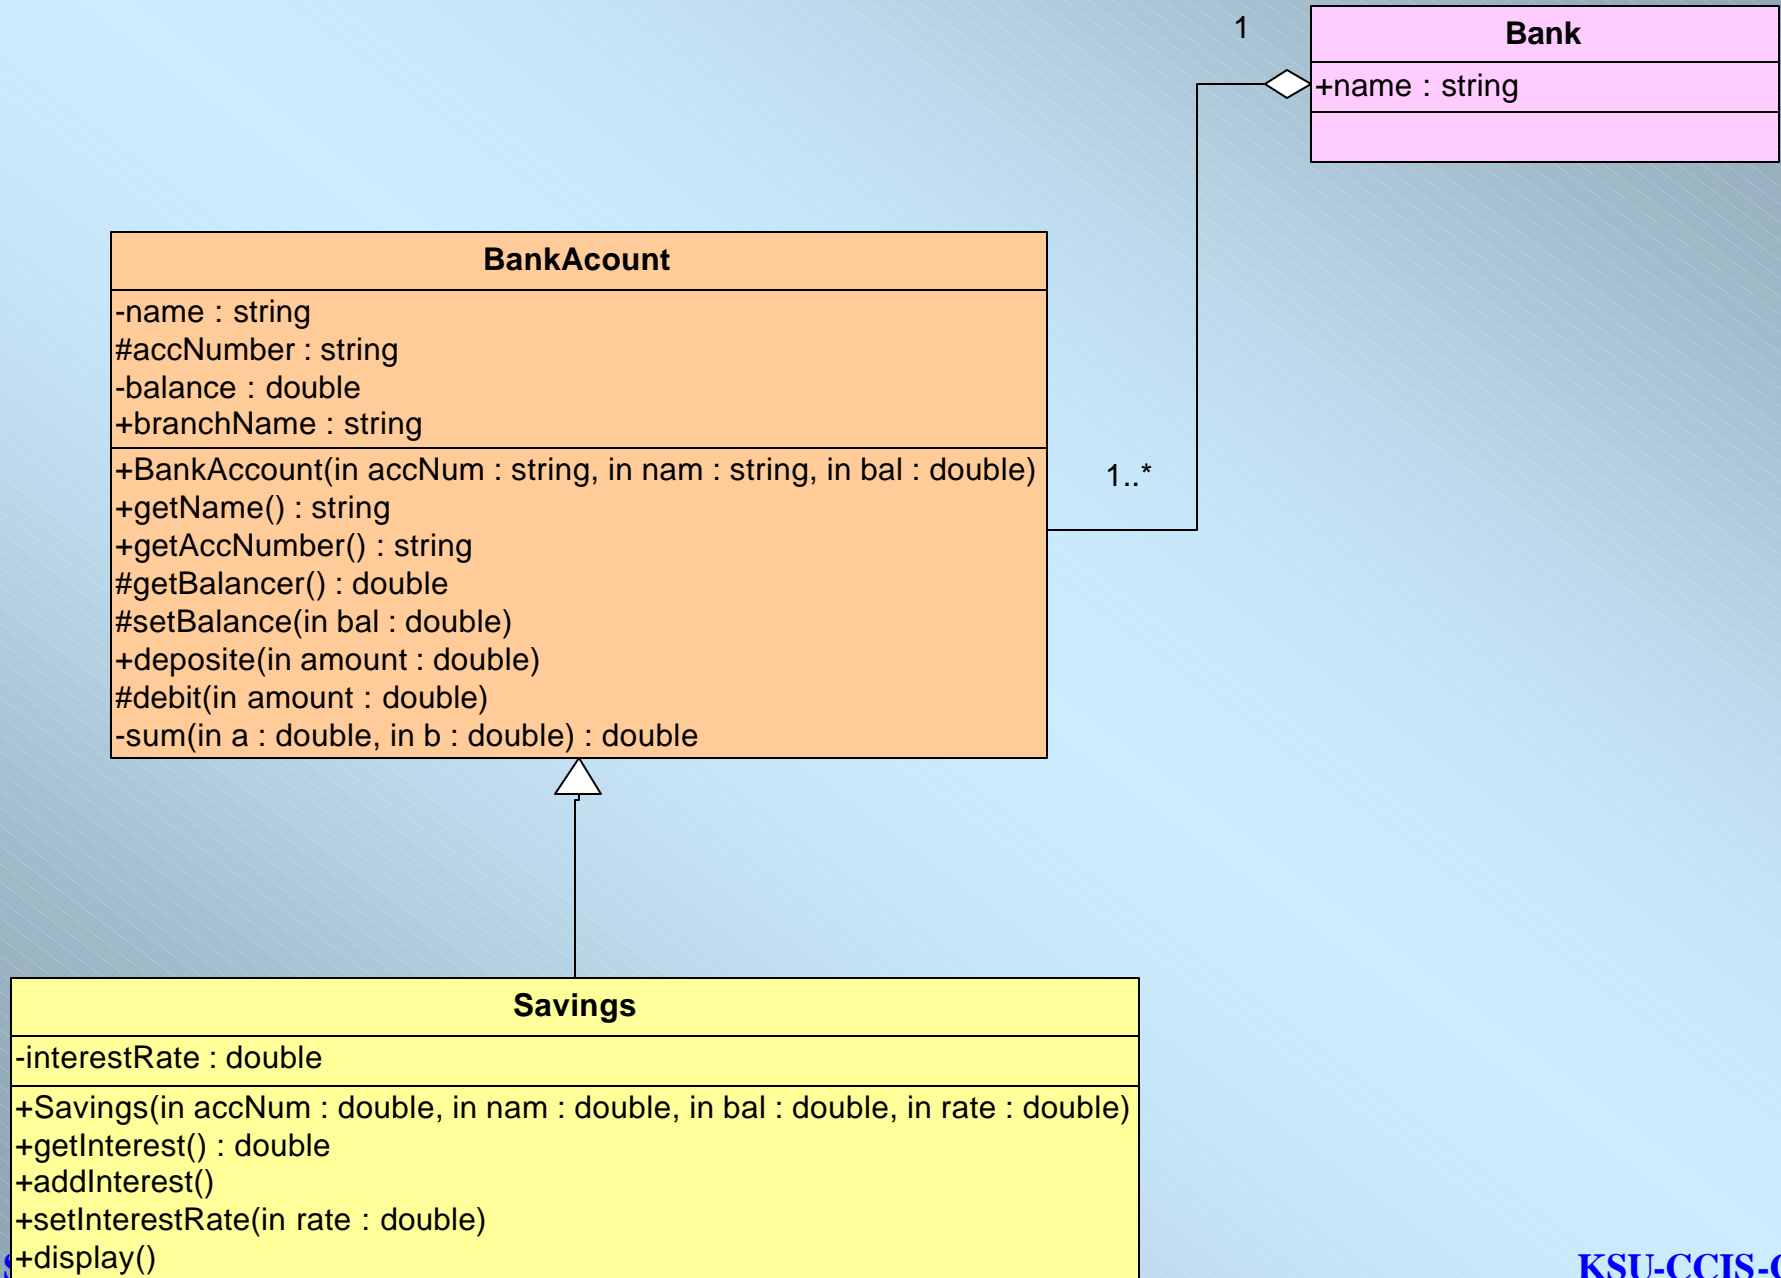 1
Bank
+name : string
BankAcount
-name : string
#accNumber : string
-balance : double
+branchName : string
+BankAccount(in accNum : string, in nam : string, in bal : double)
1..*
+getName() : string
+getAccNumber() : string
#getBalancer() : double
#setBalance(in bal : double)
+deposite(in amount : double)
#debit(in amount : double)
-sum(in a : double, in b : double) : double
Savings
-interestRate : double
+Savings(in accNum : double, in nam : double, in bal : double, in rate : double)
+getInterest() : double
+addInterest()
+setInterestRate(in rate : double)
+display()
KSU-CCIS-